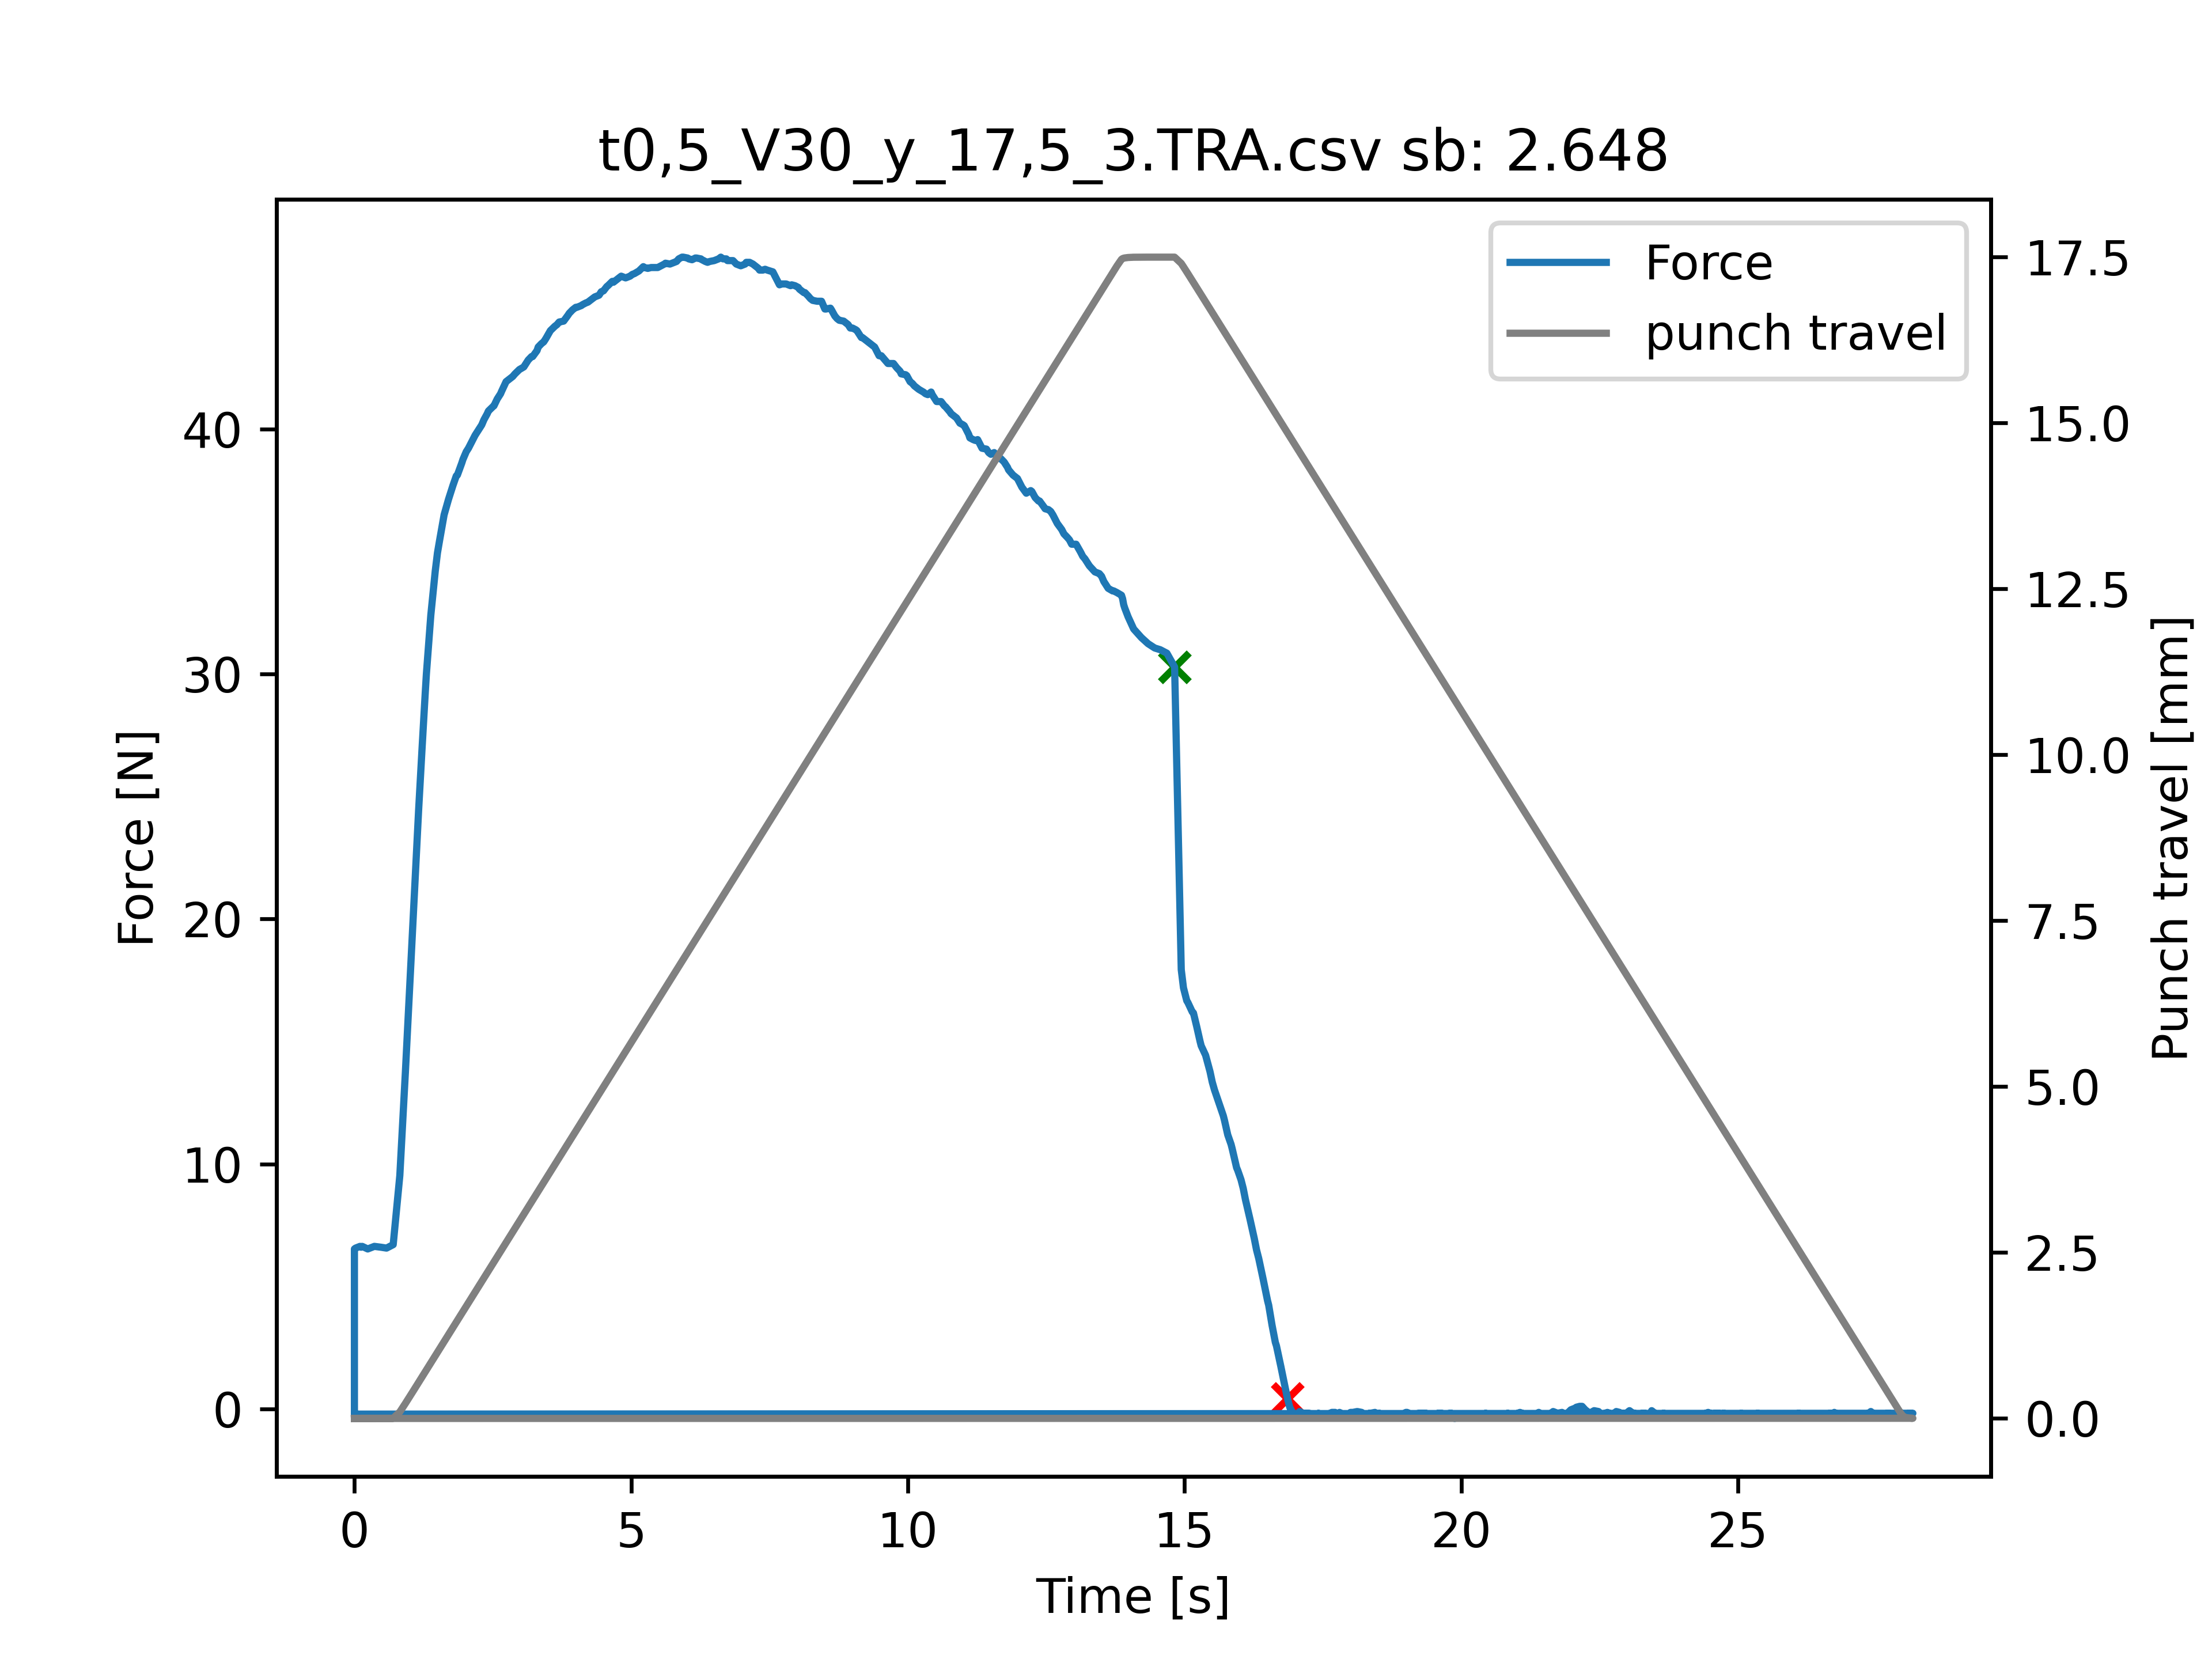 t0,5_V30_y_17,5_3.TRA.csv sb: 2.648
Force
punch travel
Force [N]
40
30
20
10
0
17.5
15.0
12.5
10.0
7.5
5.0
2.5
0.0
Punch travel [mm]
0 5 10 15 20 25
Time [s]